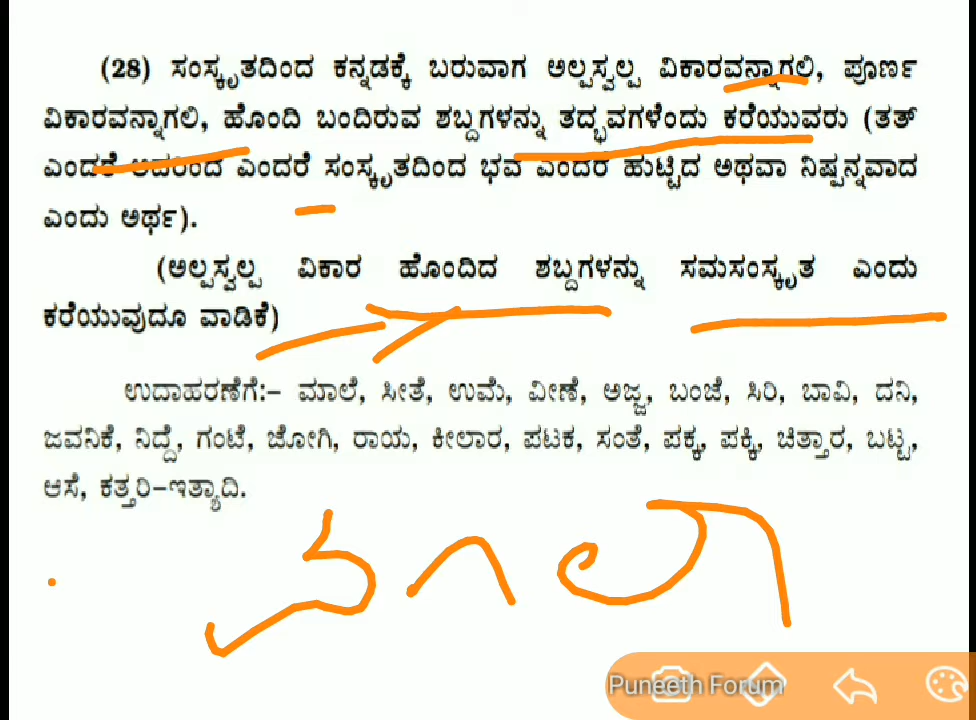 (28) ಸಂಸ್ಕೃತದಿಂದ ಕನ್ನಡಕ್ಕೆ ಬರುವಾಗ ಅಲ್ಪಸ್ವಲ್ಪ ವಿಕಾರವನ್ನಾಗಲಿ, ಪೂರ್ಣ
ವಿಕಾರವನ್ನಾಗಲಿ, ಹೊಂದಿ ಬಂದಿರುವ ಶಬ್ದಗಳನ್ನು ತದ್ಭವಗಳೆಂದು ಕರೆಯುವರು (ತತ್
ಎಂದರೆ ಅದರಿಂದ ಎಂದರೆ ಸಂಸ್ಕೃತದಿಂದ ಭವ ಎಂದರೆ ಹುಟ್ಟಿದ ಅಥವಾ ನಿಷ್ಪನ್ನವಾದ
ಎಂದು ಅರ್ಥ).
(ಅಲ್ಪಸ್ವಲ್ಪ ವಿಕಾರ ಹೊಂದಿದ ಶಬ್ದಗಳನ್ನು ಸಮಸಂಸ್ಕೃತ ಎಂದು
ಕರೆಯುವುದೂ ವಾಡಿಕೆ)
ಉದಾಹರಣೆಗೆ:– ಮಾಲೆ, ಸೀತೆ, ಉಮೆ, ವೀಣೆ, ಅಜ್ಜ, ಬಂಜೆ, ಸಿರಿ, ಬಾವಿ, ದನಿ,
ಜವನಿಕೆ, ನಿದ್ದೆ, ಗಂಟೆ, ಜೋಗಿ, ರಾಯ, ಕೀಲಾರ, ಪಟಕ, ಸಂತೆ, ಪಕ್ಕ, ಪಕ್ಕಿ, ಚಿತ್ತಾರ, ಬಟ್ಟ,
ಆಸೆ, ಕತ್ತರಿ–ಇತ್ಯಾದಿ.
Puneeth Forum